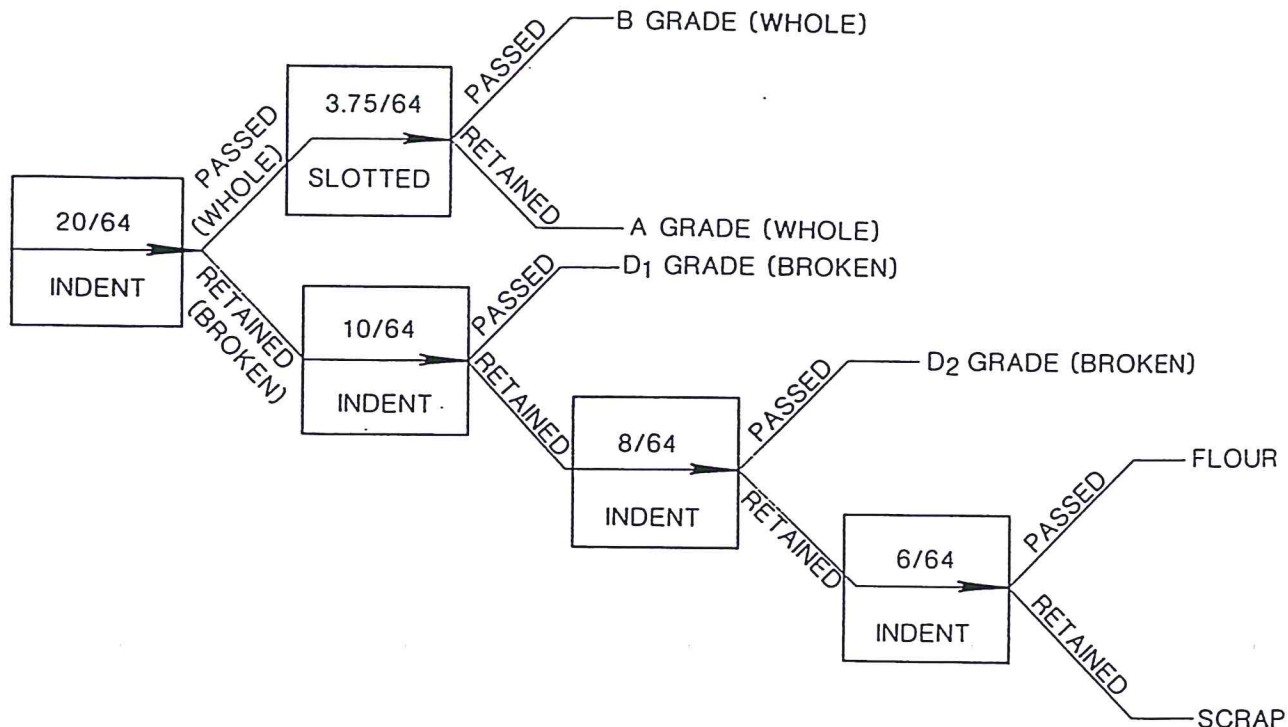 B GRADE (WHOLE)
PASSED
3.75/64
SLOTTED
RETAINED
A GRADE (WHOLE)
PASSED
(WHOLE)
20/64
INDENT
RETAINED
(BROKEN)
D1 GRADE (BROKEN)
PASSED
10/64
INDENT
RETAINED
D2 GRADE (BROKEN)
PASSED
8/64
INDENT
RETAINED
FLOUR
PASSED
6/64
INDENT
RETAINED
SCRAP